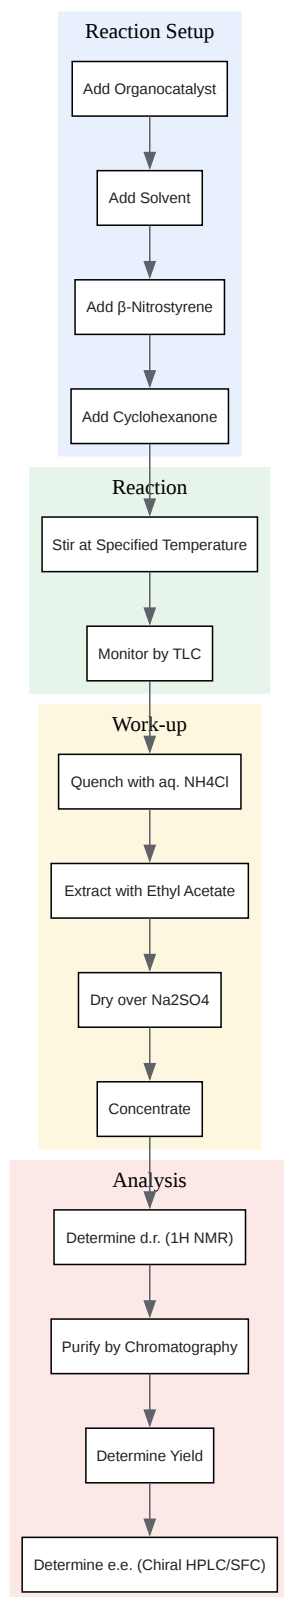 Reaction Setup
Add Organocatalyst
Add Solvent
Add β-Nitrostyrene
Add Cyclohexanone
Reaction
Stir at Specified Temperature
Monitor by TLC
Work-up
Quench with aq. NH4Cl
Extract with Ethyl Acetate
Dry over Na2SO4
Concentrate
Analysis
Determine d.r. (1H NMR)
Purify by Chromatography
Determine Yield
Determine e.e. (Chiral HPLC/SFC)